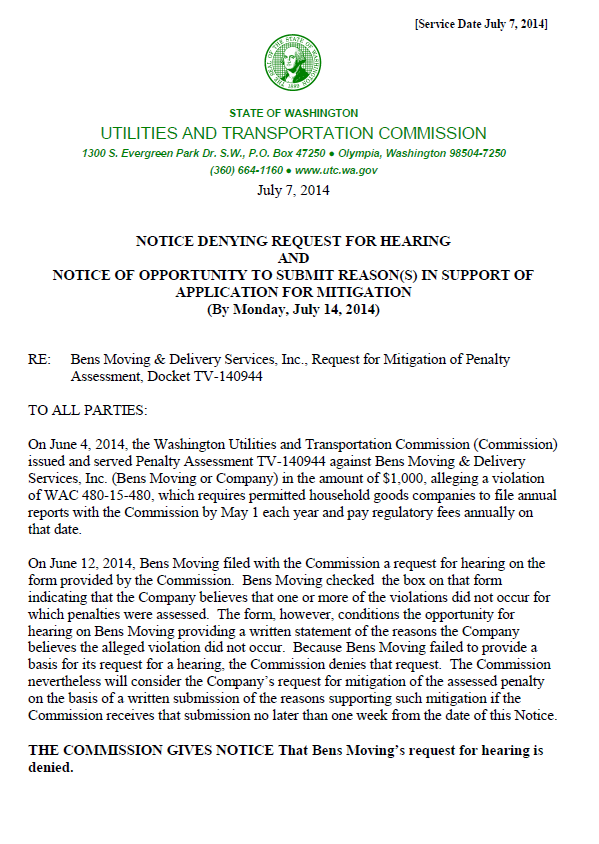 [Service Date July 7, 2014]
STATE OF WASHINGTON
UTILITIES AND TRANSPORTATION COMMISSION
1300 S. Evergreen Park Dr. S.W., P.O. Box 47250 ● Olympia, Washington 98504-7250
(360) 664-1160 ● www.utc.wa.gov
July 7, 2014
NOTICE DENYING REQUEST FOR HEARING
AND
NOTICE OF OPPORTUNITY TO SUBMIT REASON(S) IN SUPPORT OF
APPLICATION FOR MITIGATION
(By Monday, July 14, 2014)
RE: Bens Moving & Delivery Services, Inc., Request for Mitigation of Penalty
Assessment, Docket TV-140944
TO ALL PARTIES:
On June 4, 2014, the Washington Utilities and Transportation Commission (Commission)
issued and served Penalty Assessment TV-140944 against Bens Moving & Delivery
Services, Inc. (Bens Moving or Company) in the amount of $1,000, alleging a violation
of WAC 480-15-480, which requires permitted household goods companies to file annual
reports with the Commission by May 1 each year and pay regulatory fees annually on
that date.
On June 12, 2014, Bens Moving filed with the Commission a request for hearing on the
form provided by the Commission. Bens Moving checked the box on that form
indicating that the Company believes that one or more of the violations did not occur for
which penalties were assessed. The form, however, conditions the opportunity for
hearing on Bens Moving providing a written statement of the reasons the Company
believes the alleged violation did not occur. Because Bens Moving failed to provide a
basis for its request for a hearing, the Commission denies that request. The Commission
nevertheless will consider the Company's request for mitigation of the assessed penalty
on the basis of a written submission of the reasons supporting such mitigation if the
Commission receives that submission no later than one week from the date of this Notice.
THE COMMISSION GIVES NOTICE That Bens Moving's request for hearing is
denied.